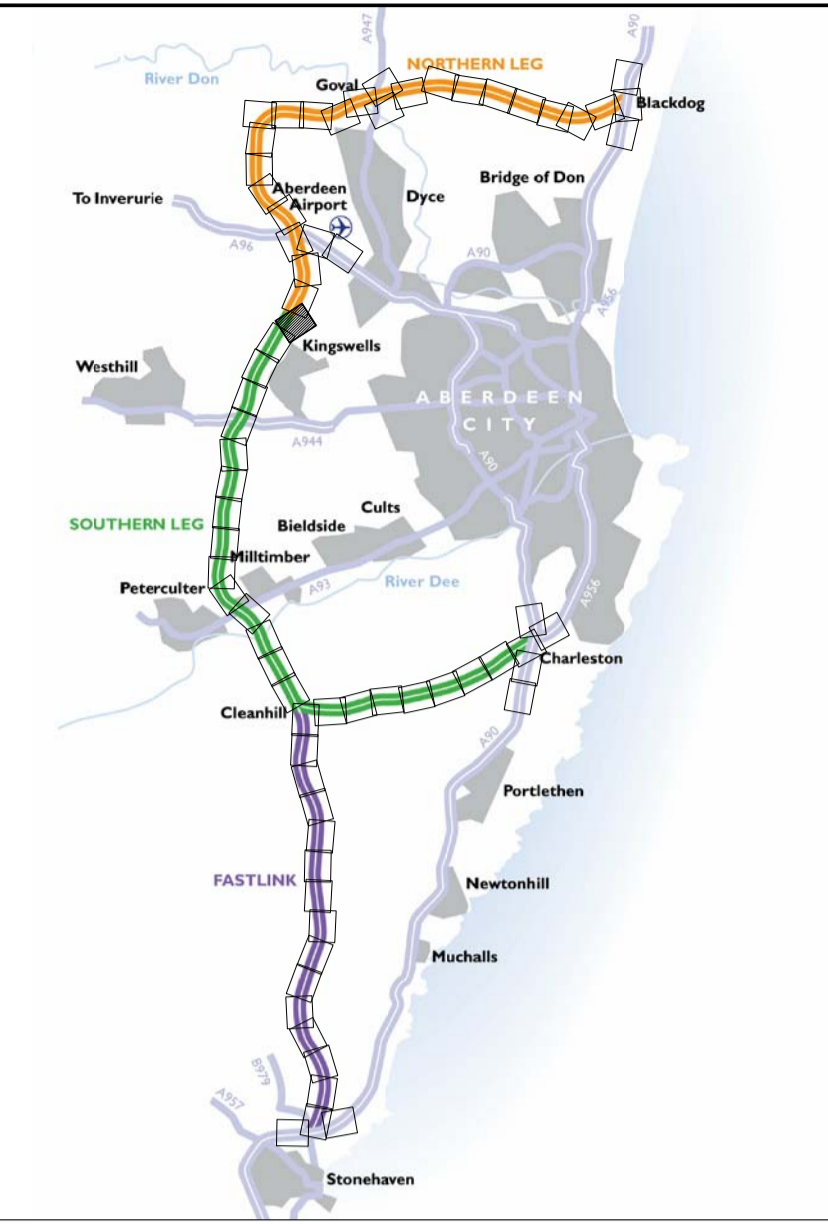 A947
A90
NORTHERN LEG
River Don
Goval
Blackdog
Bridge of Don
Aberdeen
Airport
Dyce
To Inverurie
A96
A90
A956
Kingswells
Westhill
ABERDEEN
CITY
A944
A90
Cults
SOUTHERN LEG
Bieldside
Milltimber
Peterculter
A93
River Dee
A956
Charleston
Cleanhill
A90
Portlethen
FASTLINK
Newtonhill
Muchalls
B979
A957
Stonehaven